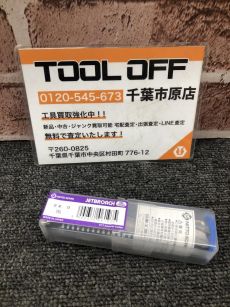 TOOL OFF
0120-545-673 千葉市原店
工具買取強化中!!
新品・中古・ジャンク買取可能 宅配査定・出張査定・LINE査定
無料で査定いたします!
〒260-0825
千葉県千葉市中央区村田町 776-12
JETBROACH